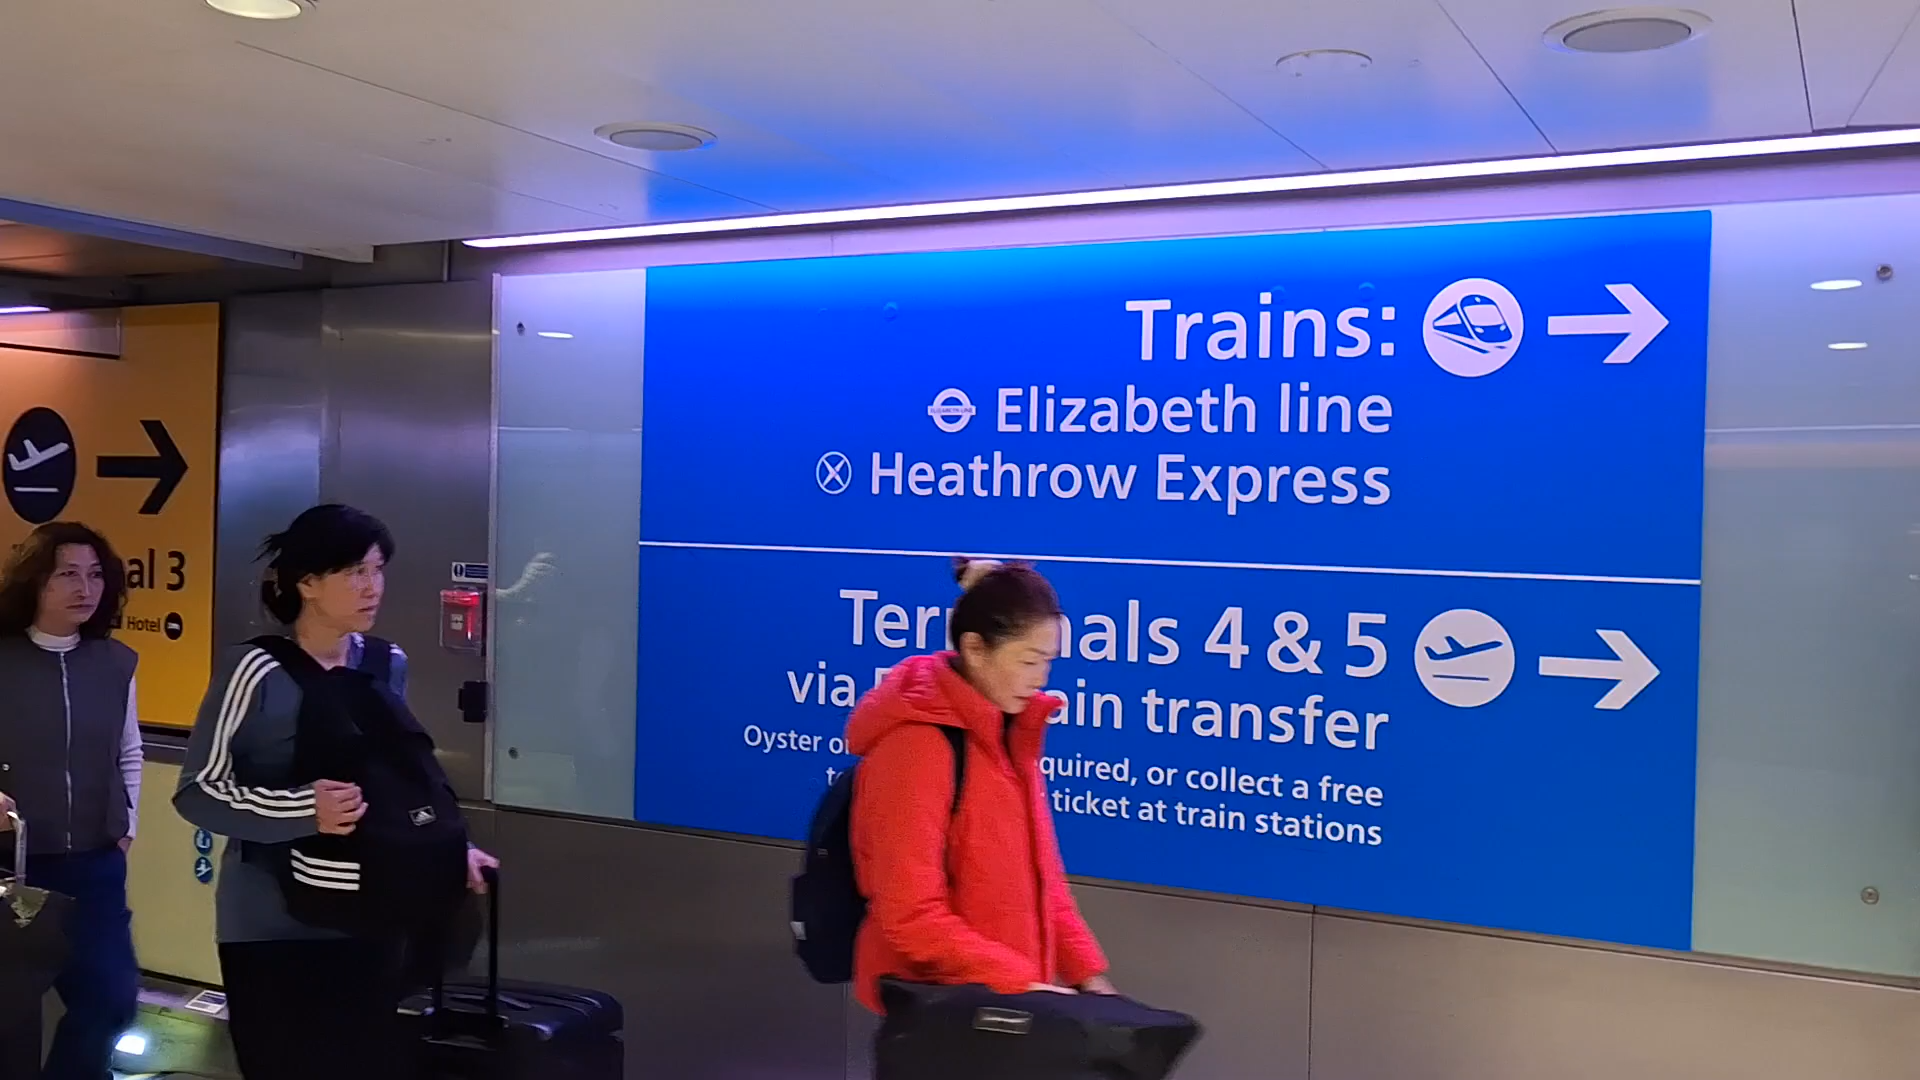 al 3
Hotel
Trains:
Elizabeth line
Heathrow Express
Ter nals 4 & 5
via ain transfer
Oyster or quired, or collect a free
ticket at train stations